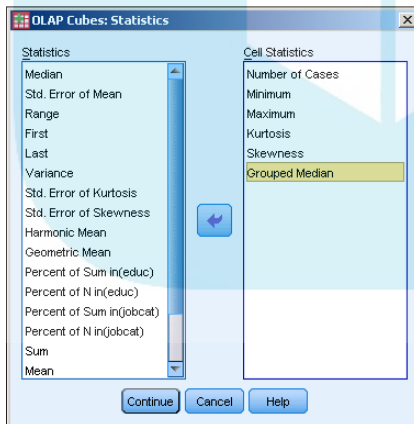 OLAP Cubes: Statistics
Statistics
Median
Std. Error of Mean
Range
First
Last
Variance
Std. Error of Kurtosis
Std. Error of Skewness
Harmonic Mean
Geometric Mean
Percent of Sum in(educ)
Percent of N in(educ)
Percent of Sum in(jobcat)
Percent of N in(jobcat)
Sum
Mean
Cell Statistics
Number of Cases
Minimum
Maximum
Kurtosis
Skewness
Grouped Median
Continue
Cancel
Help